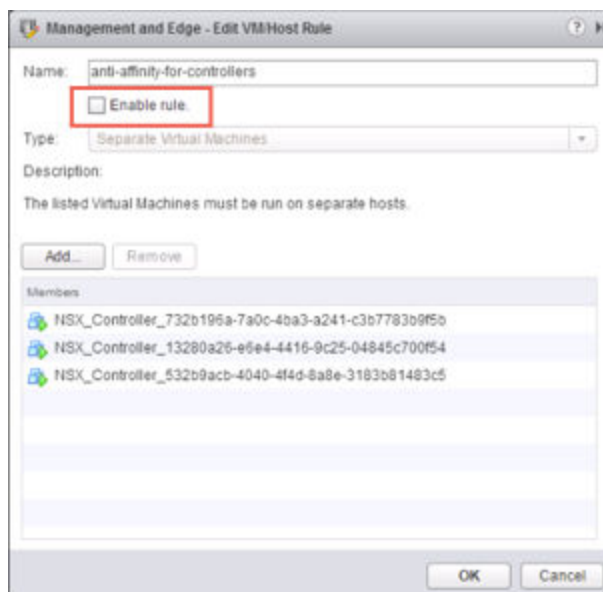 Management and Edge - Edit VM/Host Rule
?
Name: anti-affinity-for-controllers
Enable rule.
Type: Separate Virtual Machines
Description:
The listed Virtual Machines must be run on separate hosts.
Add... Remove
Members
NSX_Controller_732b196a-7a0c-4ba3-a241-c3b7783b9f5b
NSX_Controller_13280a26-e6e4-4416-9c25-04845c700f54
NSX_Controller_532b9acb-4040-4f4d-8a8e-3183b81483c5
OK Cancel